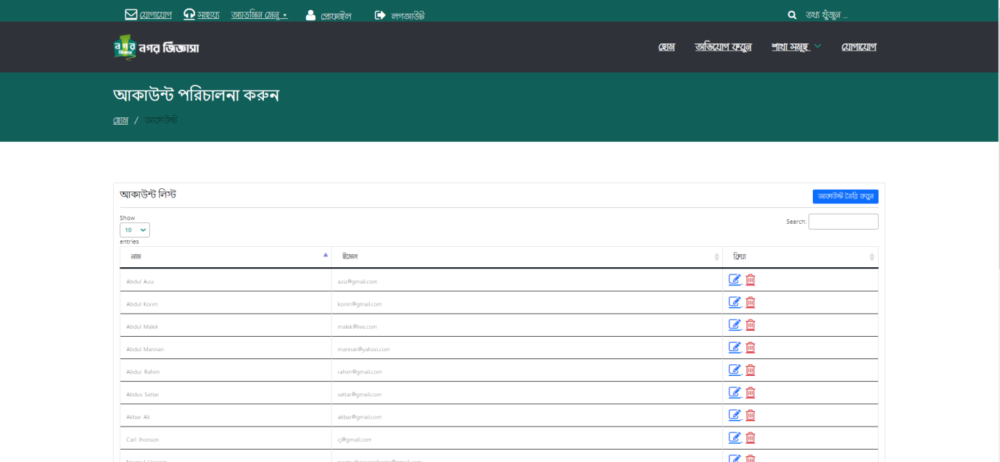 যোগাযোগ সাহায্য অ্যাডমিন মেনু প্রোফাইল লগআউট তথ্য খুঁজুন ...
নগর জিজ্ঞাসা নগর জিজ্ঞাসা হোম অভিযোগ করুন শাখা সমূহ যোগাযোগ
আকাউন্ট পরিচালনা করুন
হোম / আকাউন্ট
আকাউন্ট লিস্ট আকাউন্ট তৈরি করুন
Show
10
entries
Search:
নাম ইমেল ক্রিয়া
Abdul Aziz aziz@gmail.com
Abdul Korim korim@gmail.com
Abdul Malek malek@live.com
Abdul Mannan mannan@yahoo.com
Abdur Rahim rahim@gmail.com
Abdus Sattar sattar@gmail.com
Akbar Ali akbar@gmail.com
Carl Jhonson cj@gmail.com